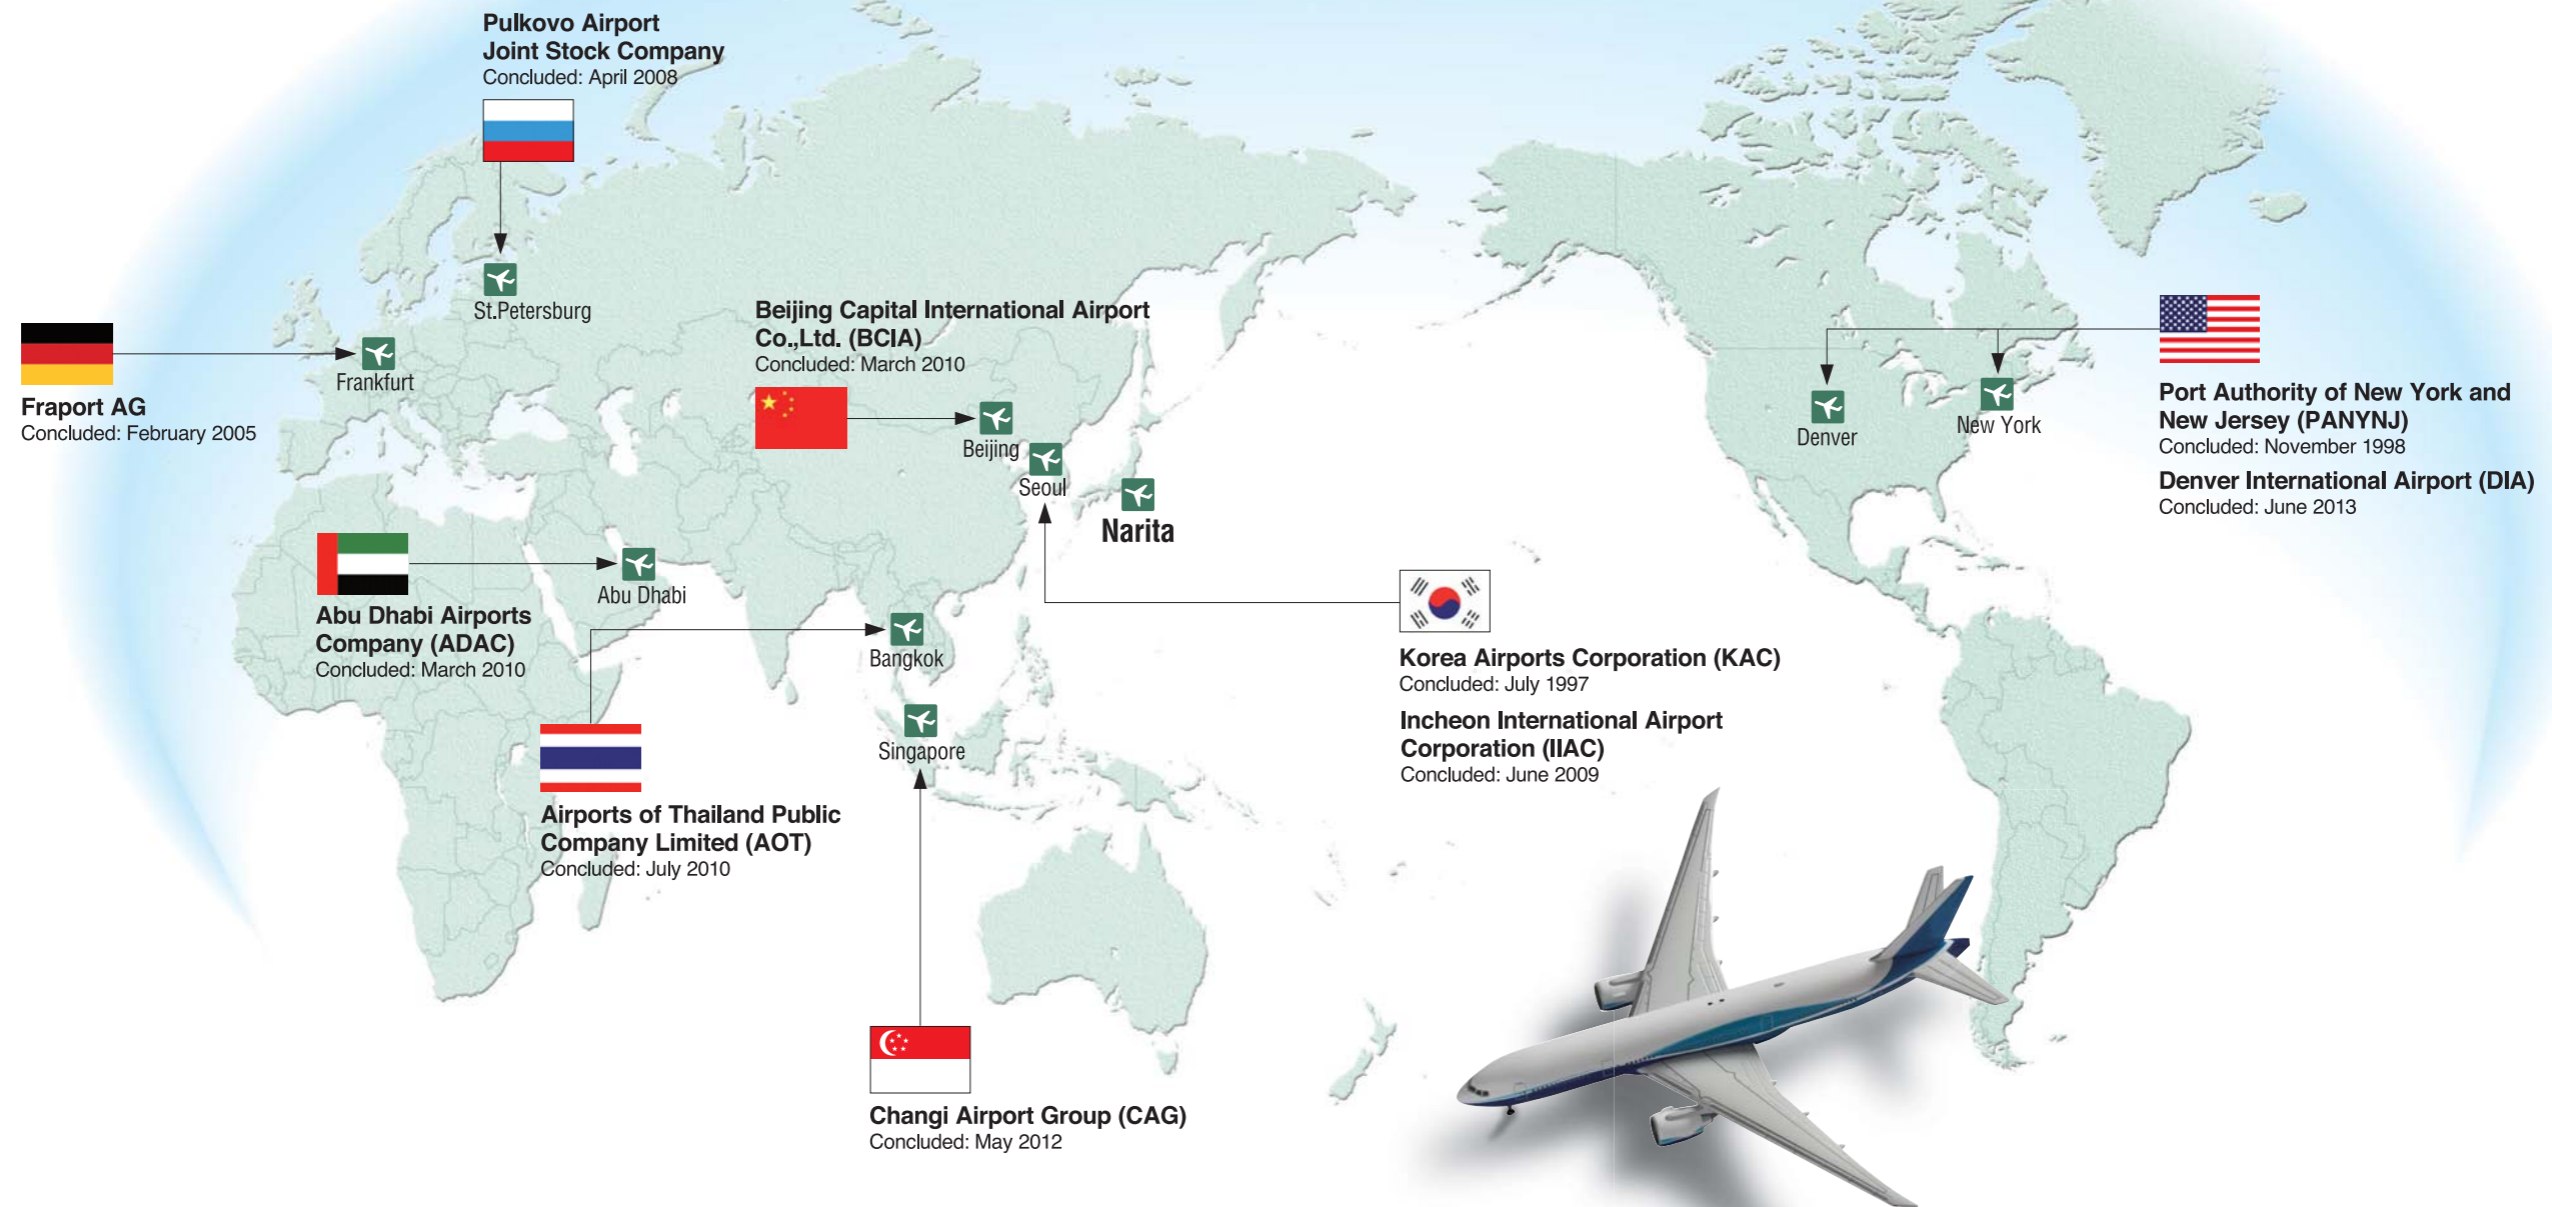 Pulkovo Airport
Joint Stock Company
Concluded: April 2008
St.Petersburg
Frankfurt
Fraport AG
Concluded: February 2005
Beijing Capital International Airport
Co.,Ltd. (BCIA)
Concluded: March 2010
Beijing
Seoul
Narita
Denver
New York
Port Authority of New York and
New Jersey (PANYNJ)
Concluded: November 1998
Denver International Airport (DIA)
Concluded: June 2013
Abu Dhabi
Abu Dhabi Airports
Company (ADAC)
Concluded: March 2010
Bangkok
Singapore
Korea Airports Corporation (KAC)
Concluded: July 1997
Incheon International Airport
Corporation (IIAC)
Concluded: June 2009
Airports of Thailand Public
Company Limited (AOT)
Concluded: July 2010
Changi Airport Group (CAG)
Concluded: May 2012